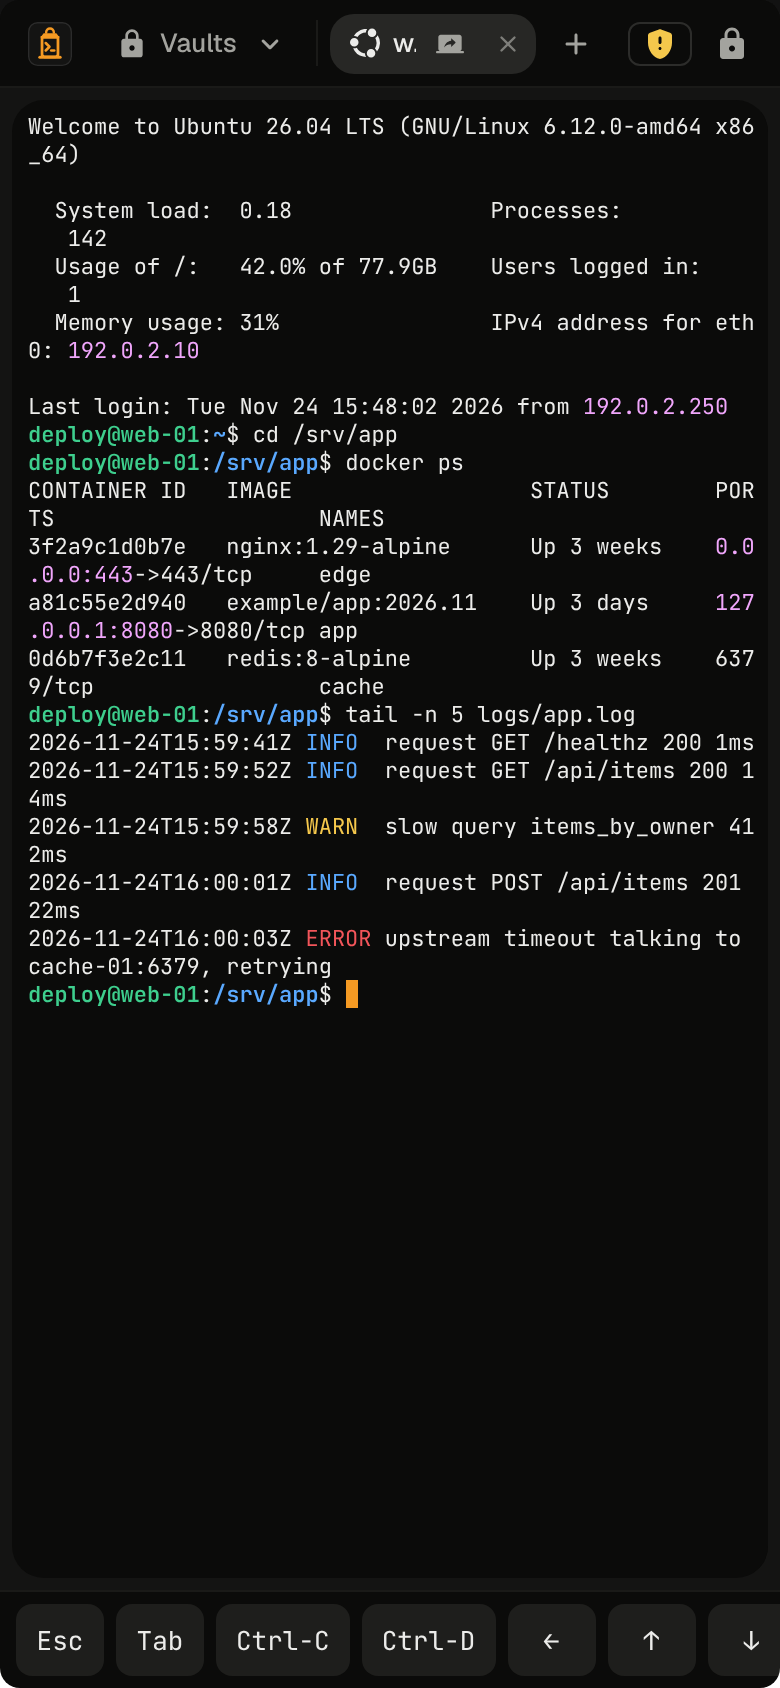 Vaults
w.
Welcome to Ubuntu 26.04 LTS (GNU/Linux 6.12.0-amd64 x86
_64)
System load:  0.18               Processes:
142
Usage of /:   42.0% of 77.9GB    Users logged in:
1
Memory usage: 31%                IPv4 address for eth
0: 192.0.2.10
Last login: Tue Nov 24 15:48:02 2026 from 192.0.2.250
deploy@web-01:~$ cd /srv/app
deploy@web-01:/srv/app$ docker ps
CONTAINER ID   IMAGE                  STATUS        POR
TS                    NAMES
3f2a9c1d0b7e   nginx:1.29-alpine      Up 3 weeks    0.0
.0.0:443->443/tcp     edge
a81c55e2d940   example/app:2026.11    Up 3 days     127
.0.0.1:8080->8080/tcp app
0d6b7f3e2c11   redis:8-alpine         Up 3 weeks    637
9/tcp                 cache
deploy@web-01:/srv/app$ tail -n 5 logs/app.log
2026-11-24T15:59:41Z INFO  request GET /healthz 200 1ms
2026-11-24T15:59:52Z INFO  request GET /api/items 200 1
4ms
2026-11-24T15:59:58Z WARN  slow query items_by_owner 41
2ms
2026-11-24T16:00:01Z INFO  request POST /api/items 201
22ms
2026-11-24T16:00:03Z ERROR upstream timeout talking to
cache-01:6379, retrying
deploy@web-01:/srv/app$
Esc Tab Ctrl-C Ctrl-D ← ↑ ↓